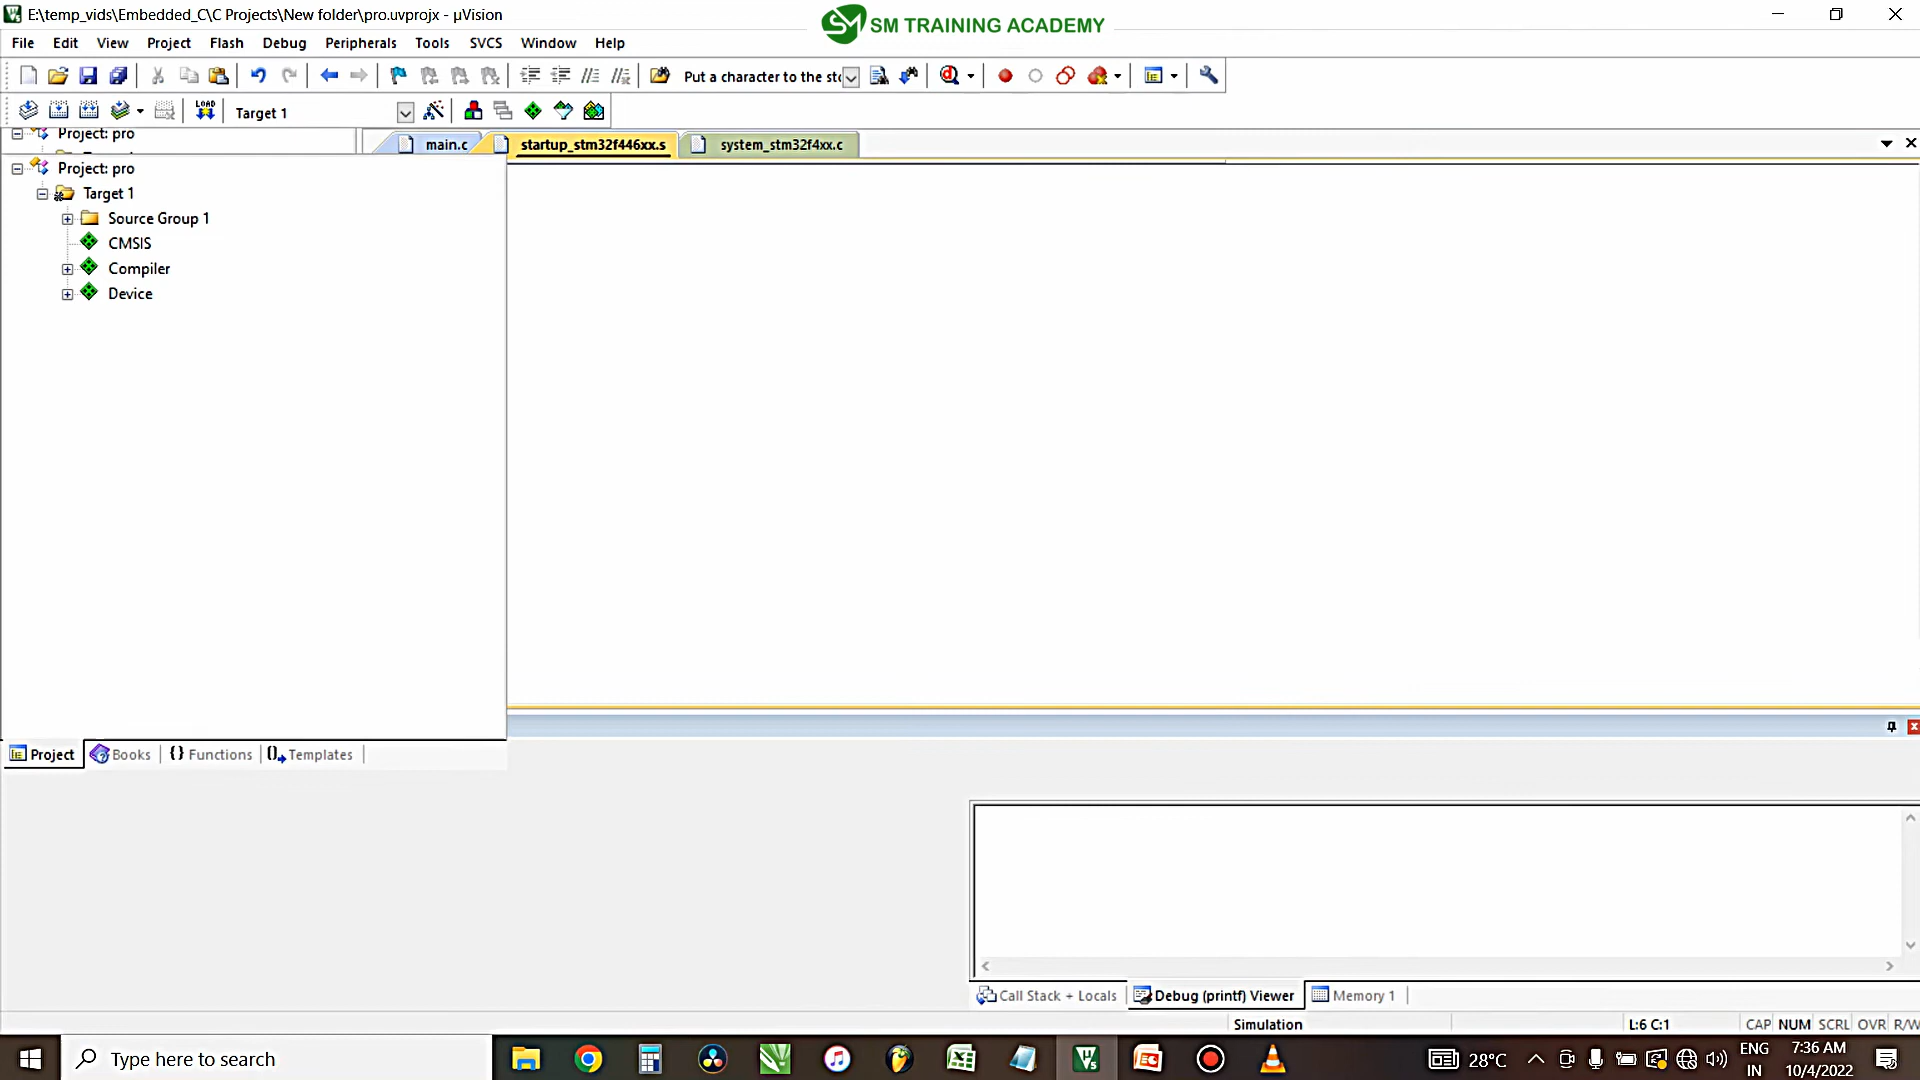 E:\temp_vids\Embedded_C\C Projects\New folder\pro.uvprojx - µVision
SM TRAINING ACADEMY
File Edit View Project Flash Debug Peripherals Tools SVCS Window Help
Put a character to the sto
LOAD Target 1
Project: pro
main.c startup_stm32f446xx.s system_stm32f4xx.c
Project: pro
Target 1
Source Group 1
CMSIS
Compiler
Device
Project Books {} Functions Templates
Call Stack + Locals Debug (printf) Viewer Memory 1
Simulation L:6 C:1 CAP NUM SCRL OVR R/W
Type here to search
28°C
ENG
IN
7:36 AM
10/4/2022